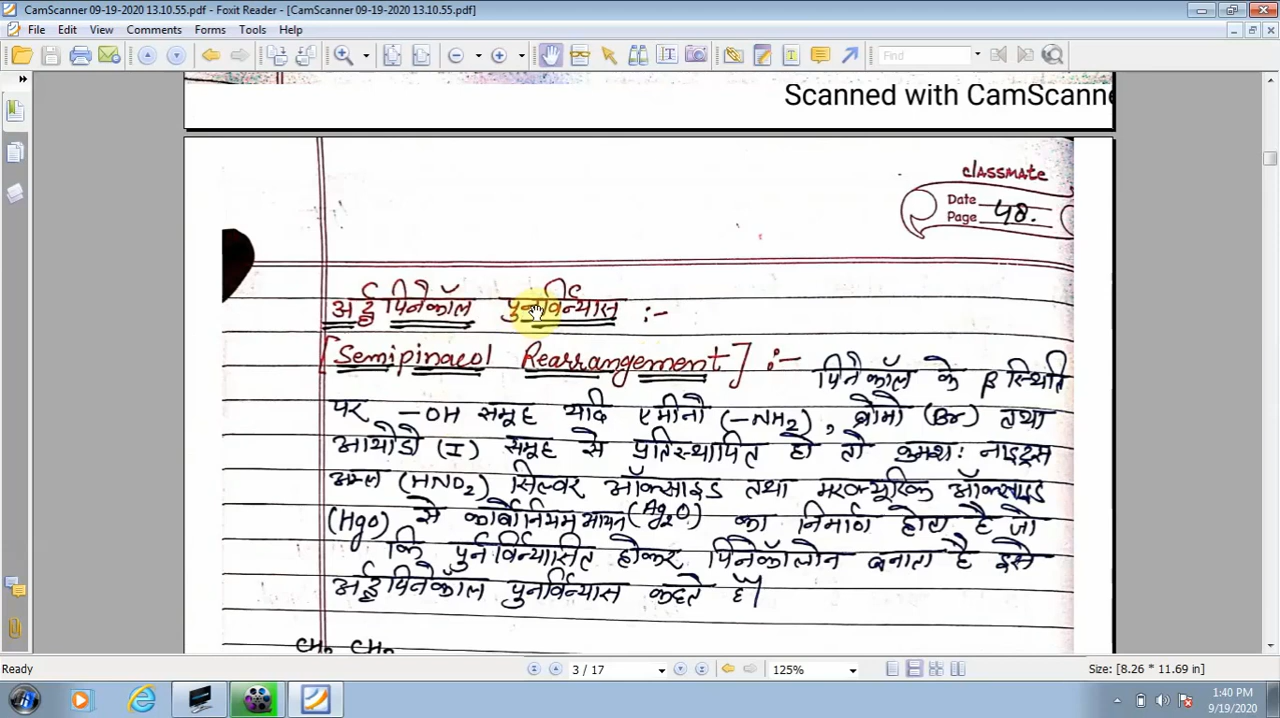 CamScanner 09-19-2020 13.10.55.pdf - Foxit Reader - [CamScanner 09-19-2020 13.10.55.pdf]
File Edit View Comments Forms Tools Help
Find
Scanned with CamScanne
classmate
Date
Page 48.
अर्द्ध पिनैकॉल पुनर्विन्यास :-
[Semipinacol Rearrangement] :- पिनैकॉल के β स्थिति
पर -OH समूह यदि एमीनौ (-NH2), ब्रोमौ (Br) तथा
आयोडौ (I) समूह से प्रतिस्थापित हो तो क्रमशः नाइट्रस
अम्ल (HNO2) सिल्वर ऑक्साइड तथा मरक्यूरिक ऑक्साइड
(HgO) से कार्बोनियम आयन (Ag2O) का निर्माण होता है जो
कि पुर्नर्विन्यासित होकर पिनैकॉलोन बनाता है इसे
अर्द्धपिनेकॉल पुनर्विन्यास कहते हैं।
CH3 CH3
Ready
3 / 17
125%
Size: [8.26 * 11.69 in]
1:40 PM
9/19/2020